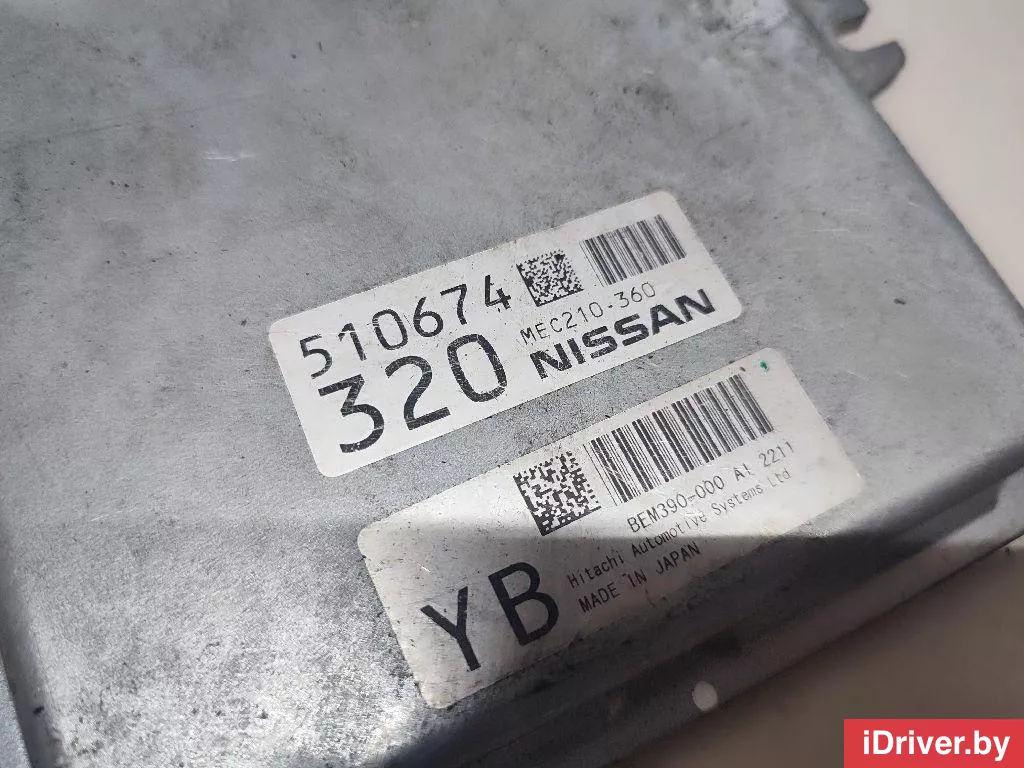 510674
320
MEC210-360
NISSAN
BEM390-000 A1 2211
Hitachi Automotive Systems Ltd
MADE IN JAPAN
YB
iDriver.by